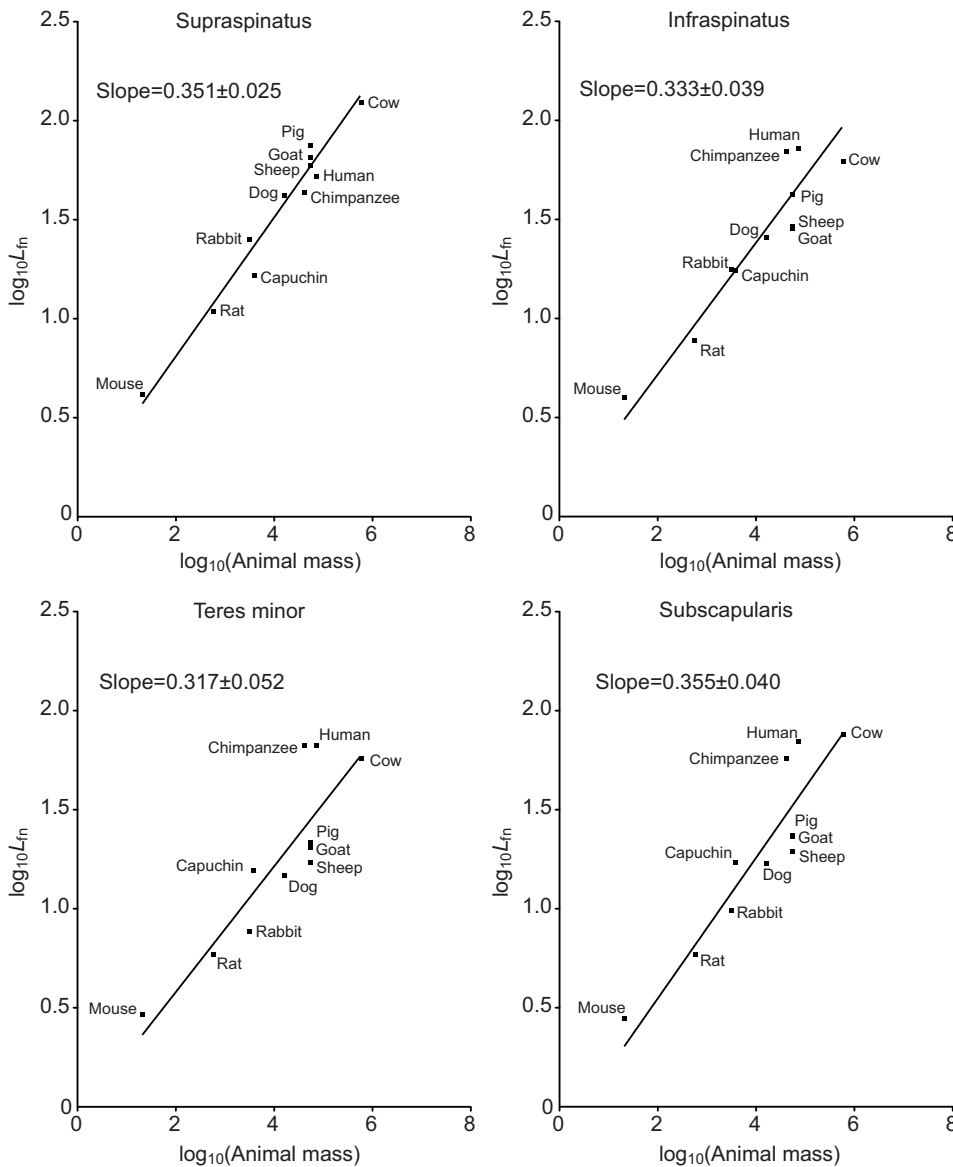 Supraspinatus
Slope=0.351±0.025
log₁₀Lfn
2.5
2.0
1.5
1.0
0.5
0
0 2 4 6 8
log₁₀(Animal mass)
Cow
Pig
Goat
Sheep
Human
Dog
Chimpanzee
Rabbit
Capuchin
Rat
Mouse
Infraspinatus
Slope=0.333±0.039
log₁₀Lfn
2.5
2.0
1.5
1.0
0.5
0
0 2 4 6 8
log₁₀(Animal mass)
Human
Chimpanzee
Cow
Pig
Sheep
Dog
Goat
Rabbit
Capuchin
Rat
Mouse
Teres minor
Slope=0.317±0.052
log₁₀Lfn
2.5
2.0
1.5
1.0
0.5
0
0 2 4 6 8
log₁₀(Animal mass)
Human
Chimpanzee
Cow
Pig
Goat
Sheep
Capuchin
Dog
Rabbit
Rat
Mouse
Subscapularis
Slope=0.355±0.040
log₁₀Lfn
2.5
2.0
1.5
1.0
0.5
0
0 2 4 6 8
log₁₀(Animal mass)
Human
Cow
Chimpanzee
Pig
Goat
Sheep
Capuchin
Dog
Rabbit
Rat
Mouse